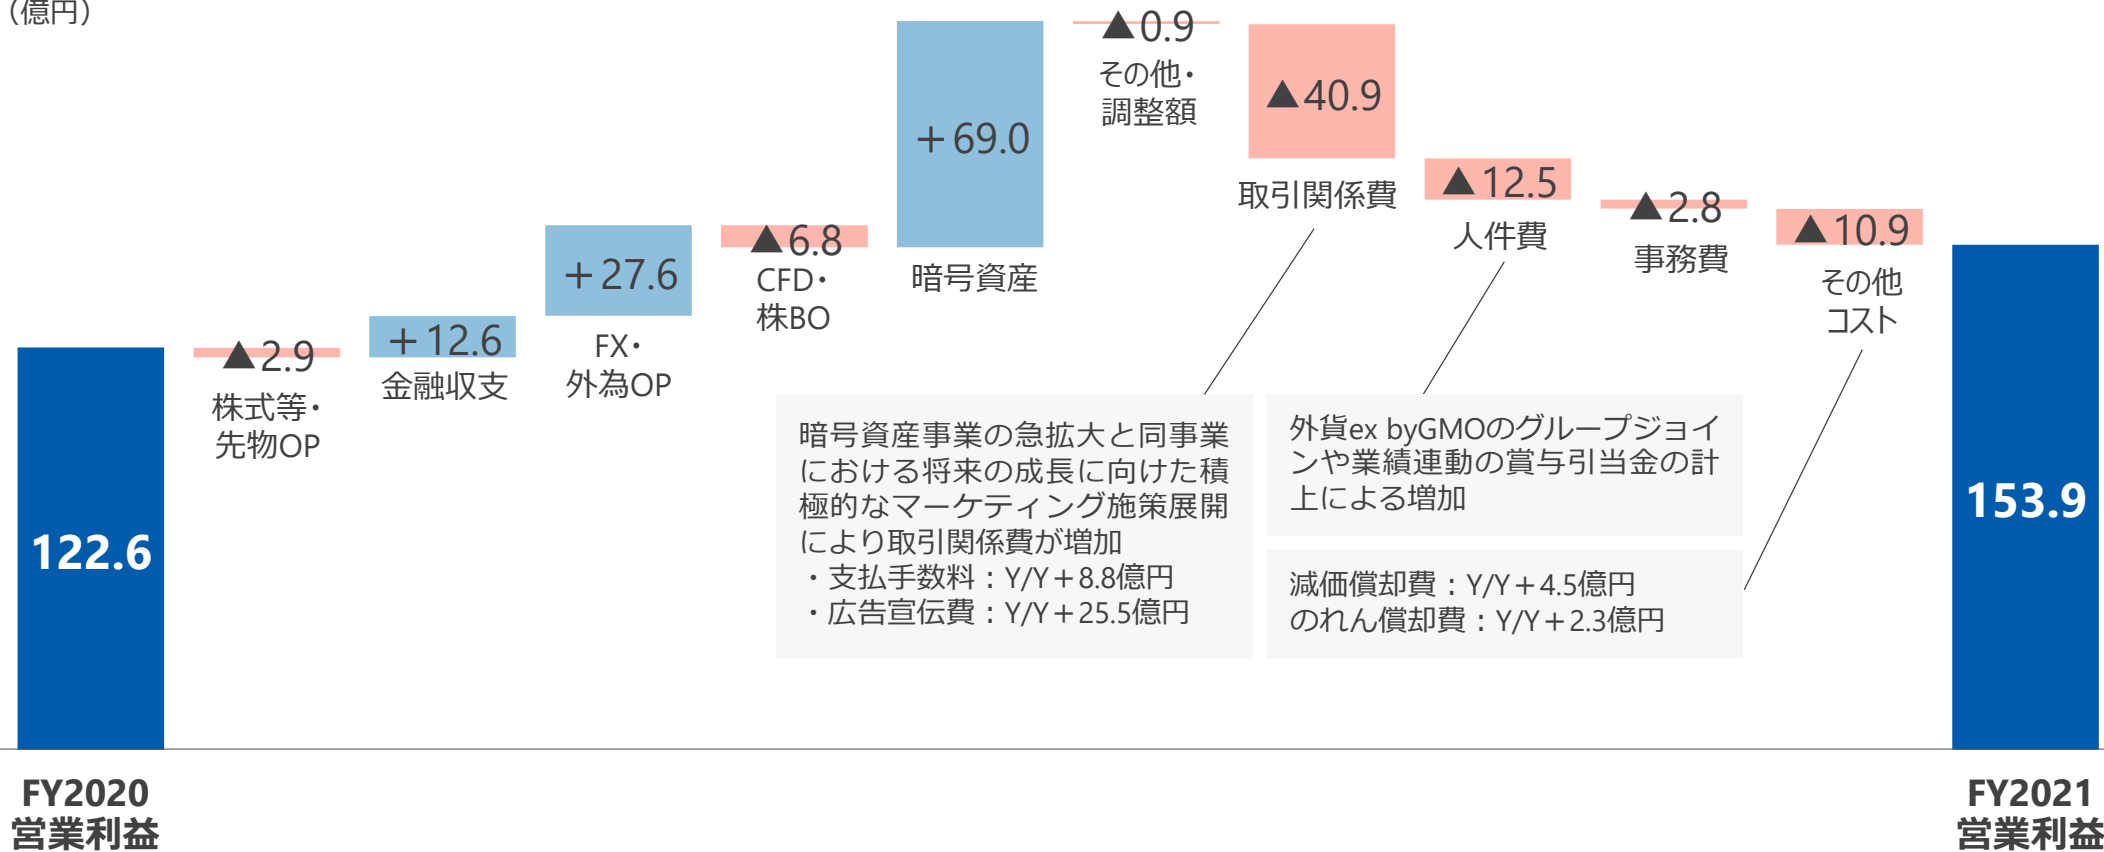 （億円）
122.6
FY2020
営業利益
▲2.9
株式等・
先物OP
＋12.6
金融収支
＋27.6
FX・
外為OP
▲6.8
CFD・
株BO
＋69.0
暗号資産
▲0.9
その他・
調整額
▲40.9
取引関係費
▲12.5
人件費
▲2.8
事務費
▲10.9
その他
コスト
暗号資産事業の急拡大と同事業
における将来の成長に向けた積
極的なマーケティング施策展開
により取引関係費が増加
・支払手数料：Y/Y＋8.8億円
・広告宣伝費：Y/Y＋25.5億円
外貨ex byGMOのグループジョイ
ンや業績連動の賞与引当金の計
上による増加
減価償却費：Y/Y＋4.5億円
のれん償却費：Y/Y＋2.3億円
153.9
FY2021
営業利益